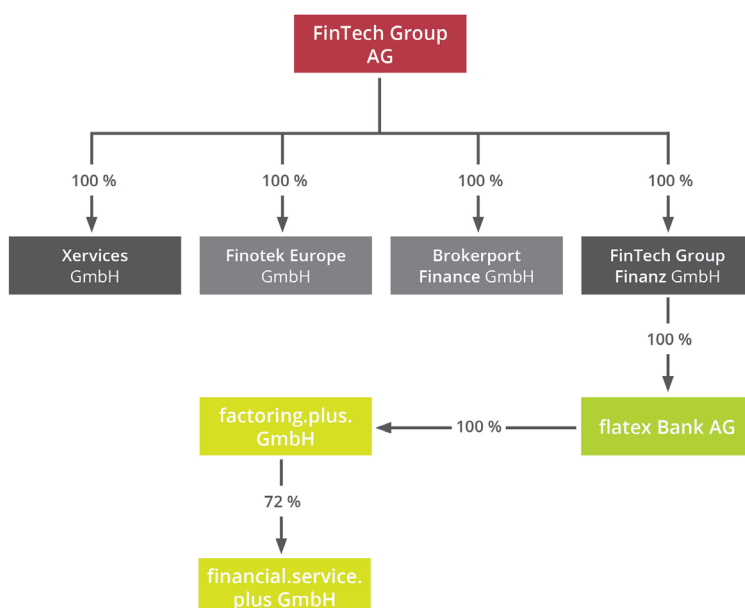 FinTech Group
AG
100 %
100 %
100 %
100 %
Xervices
GmbH
Finotek Europe
GmbH
Brokerport
Finance GmbH
FinTech Group
Finanz GmbH
100 %
factoring.plus.
GmbH
100 %
flatex Bank AG
72 %
financial.service.
plus GmbH